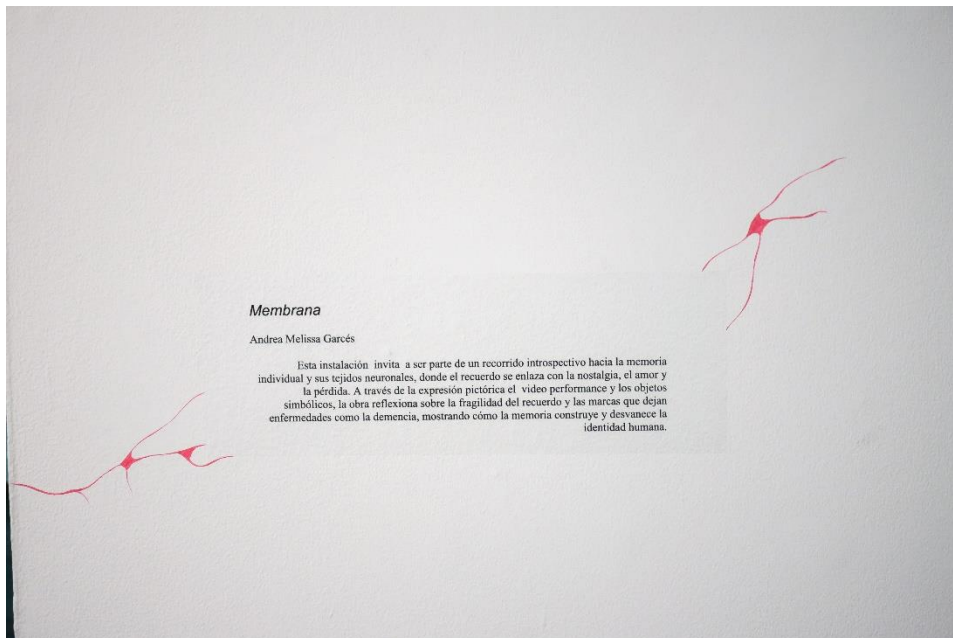 Membrana
Andrea Melissa Garcés
Esta instalación invita a ser parte de un recorrido introspectivo hacia la memoria
individual y sus tejidos neuronales, donde el recuerdo se enlaza con la nostalgia, el amor y
la pérdida. A través de la expresión pictórica el video performance y los objetos
simbólicos, la obra reflexiona sobre la fragilidad del recuerdo y las marcas que dejan
enfermedades como la demencia, mostrando cómo la memoria construye y desvanece la
identidad humana.